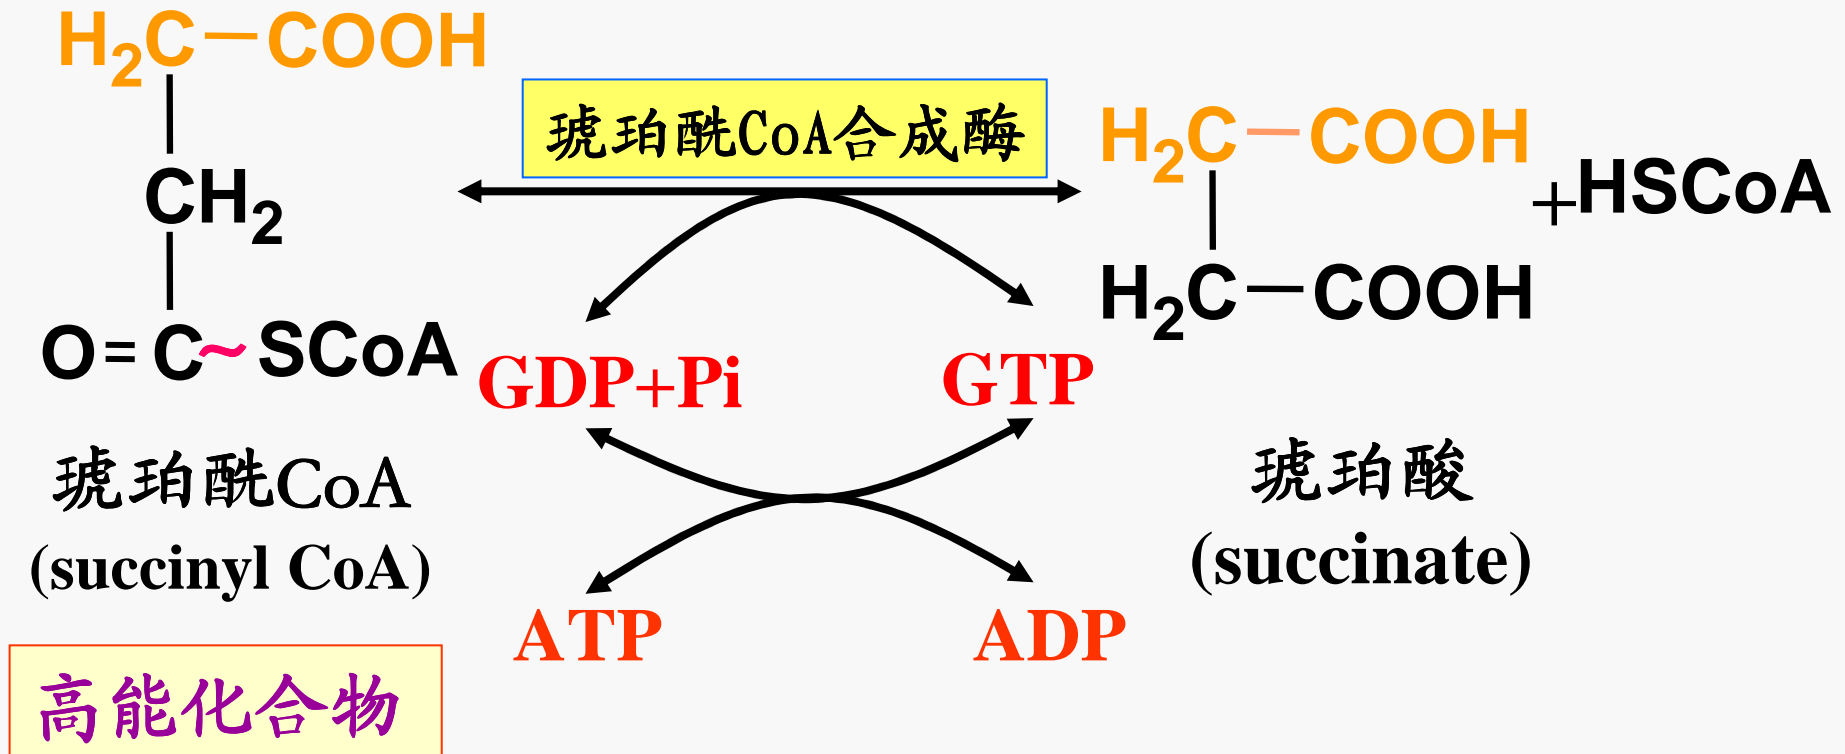 H₂C—COOH
CH₂
O=C~SCoA
琥珀酰CoA
(succinyl CoA)
高能化合物
琥珀酰CoA合成酶
GDP+Pi
GTP
ATP
ADP
H₂C—COOH
H₂C—COOH
+HSCoA
琥珀酸
(succinate)